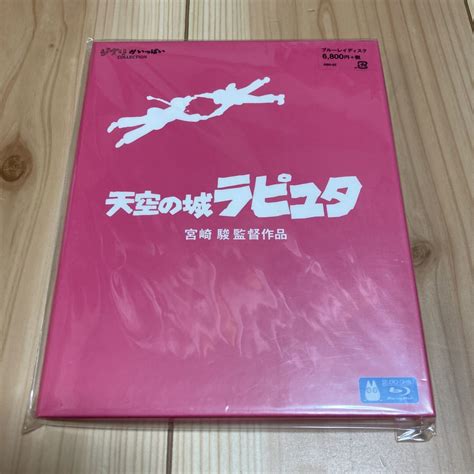 ジブリ がいっぱい
COLLECTION
ブルーレイディスク
6,800円+税
天空の城ラピュタ
宮崎 駿 監督作品